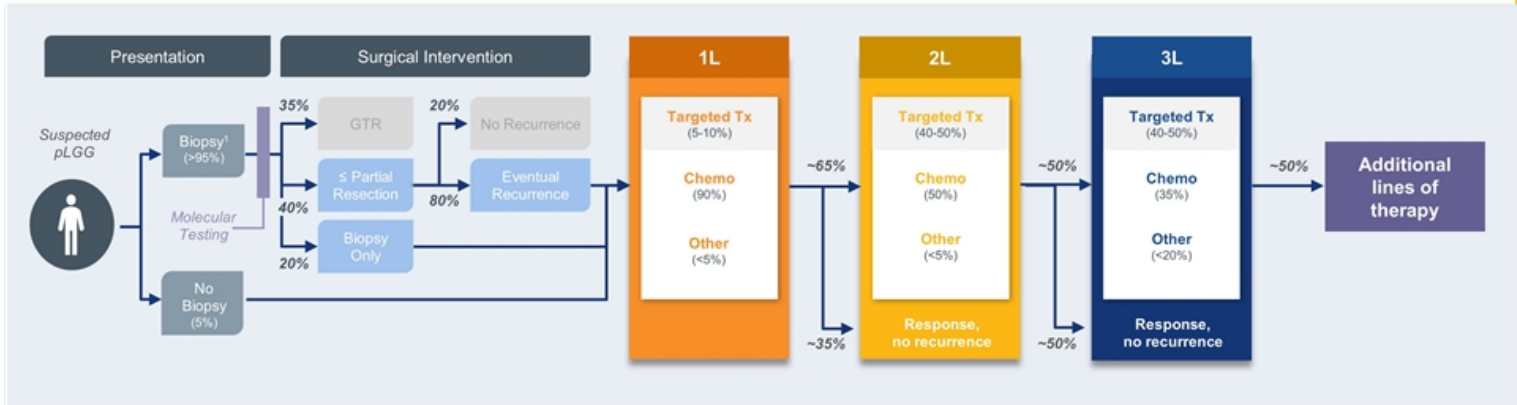 Presentation
Surgical Intervention
Suspected
pLGG
Biopsy¹
(>95%)
No
Biopsy
(5%)
Molecular
Testing
35%
GTR
40%
≤ Partial
Resection
20%
Biopsy
Only
20%
No Recurrence
80%
Eventual
Recurrence
1L
Targeted Tx
(5-10%)
Chemo
(90%)
Other
(<5%)
~65%
~35%
2L
Targeted Tx
(40-50%)
Chemo
(50%)
Other
(<5%)
Response,
no recurrence
~50%
~50%
3L
Targeted Tx
(40-50%)
Chemo
(35%)
Other
(<20%)
Response,
no recurrence
~50%
Additional
lines of
therapy